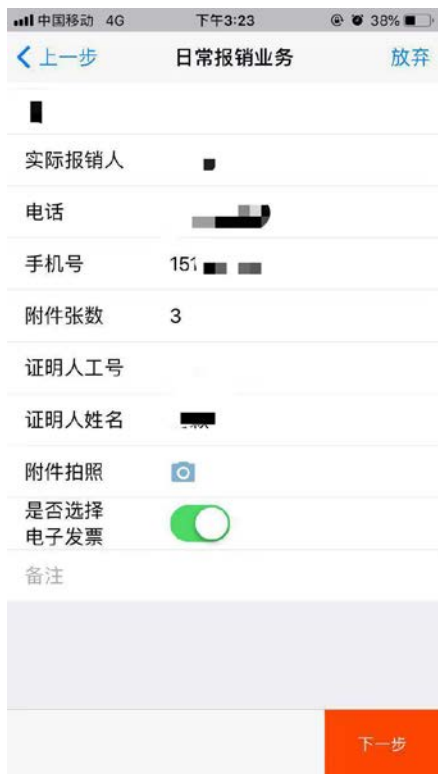 中国移动 4G 下午3:23 38%
上一步 日常报销业务 放弃
实际报销人
电话
手机号 151
附件张数 3
证明人工号
证明人姓名
附件拍照
是否选择
电子发票
备注
下一步